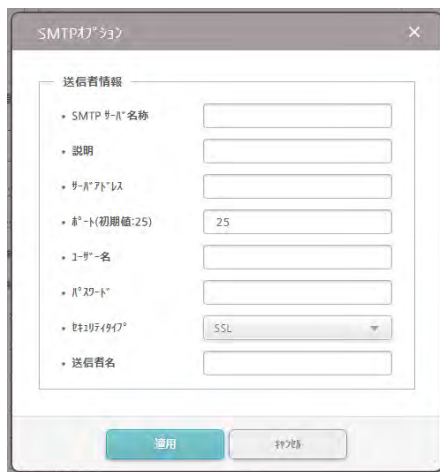 SMTPｵﾌﾟｼｮﾝ
送信者情報
SMTP ｻｰﾊﾞ名称
説明
ｻｰﾊﾞｱﾄﾞﾚｽ
ﾎﾟｰﾄ(初期値:25) 25
ﾕｰｻﾞｰ名
ﾊﾟｽﾜｰﾄﾞ
ｾｷｭﾘﾃｨﾀｲﾌﾟ SSL
送信者名
適用 ｷｬﾝｾﾙ